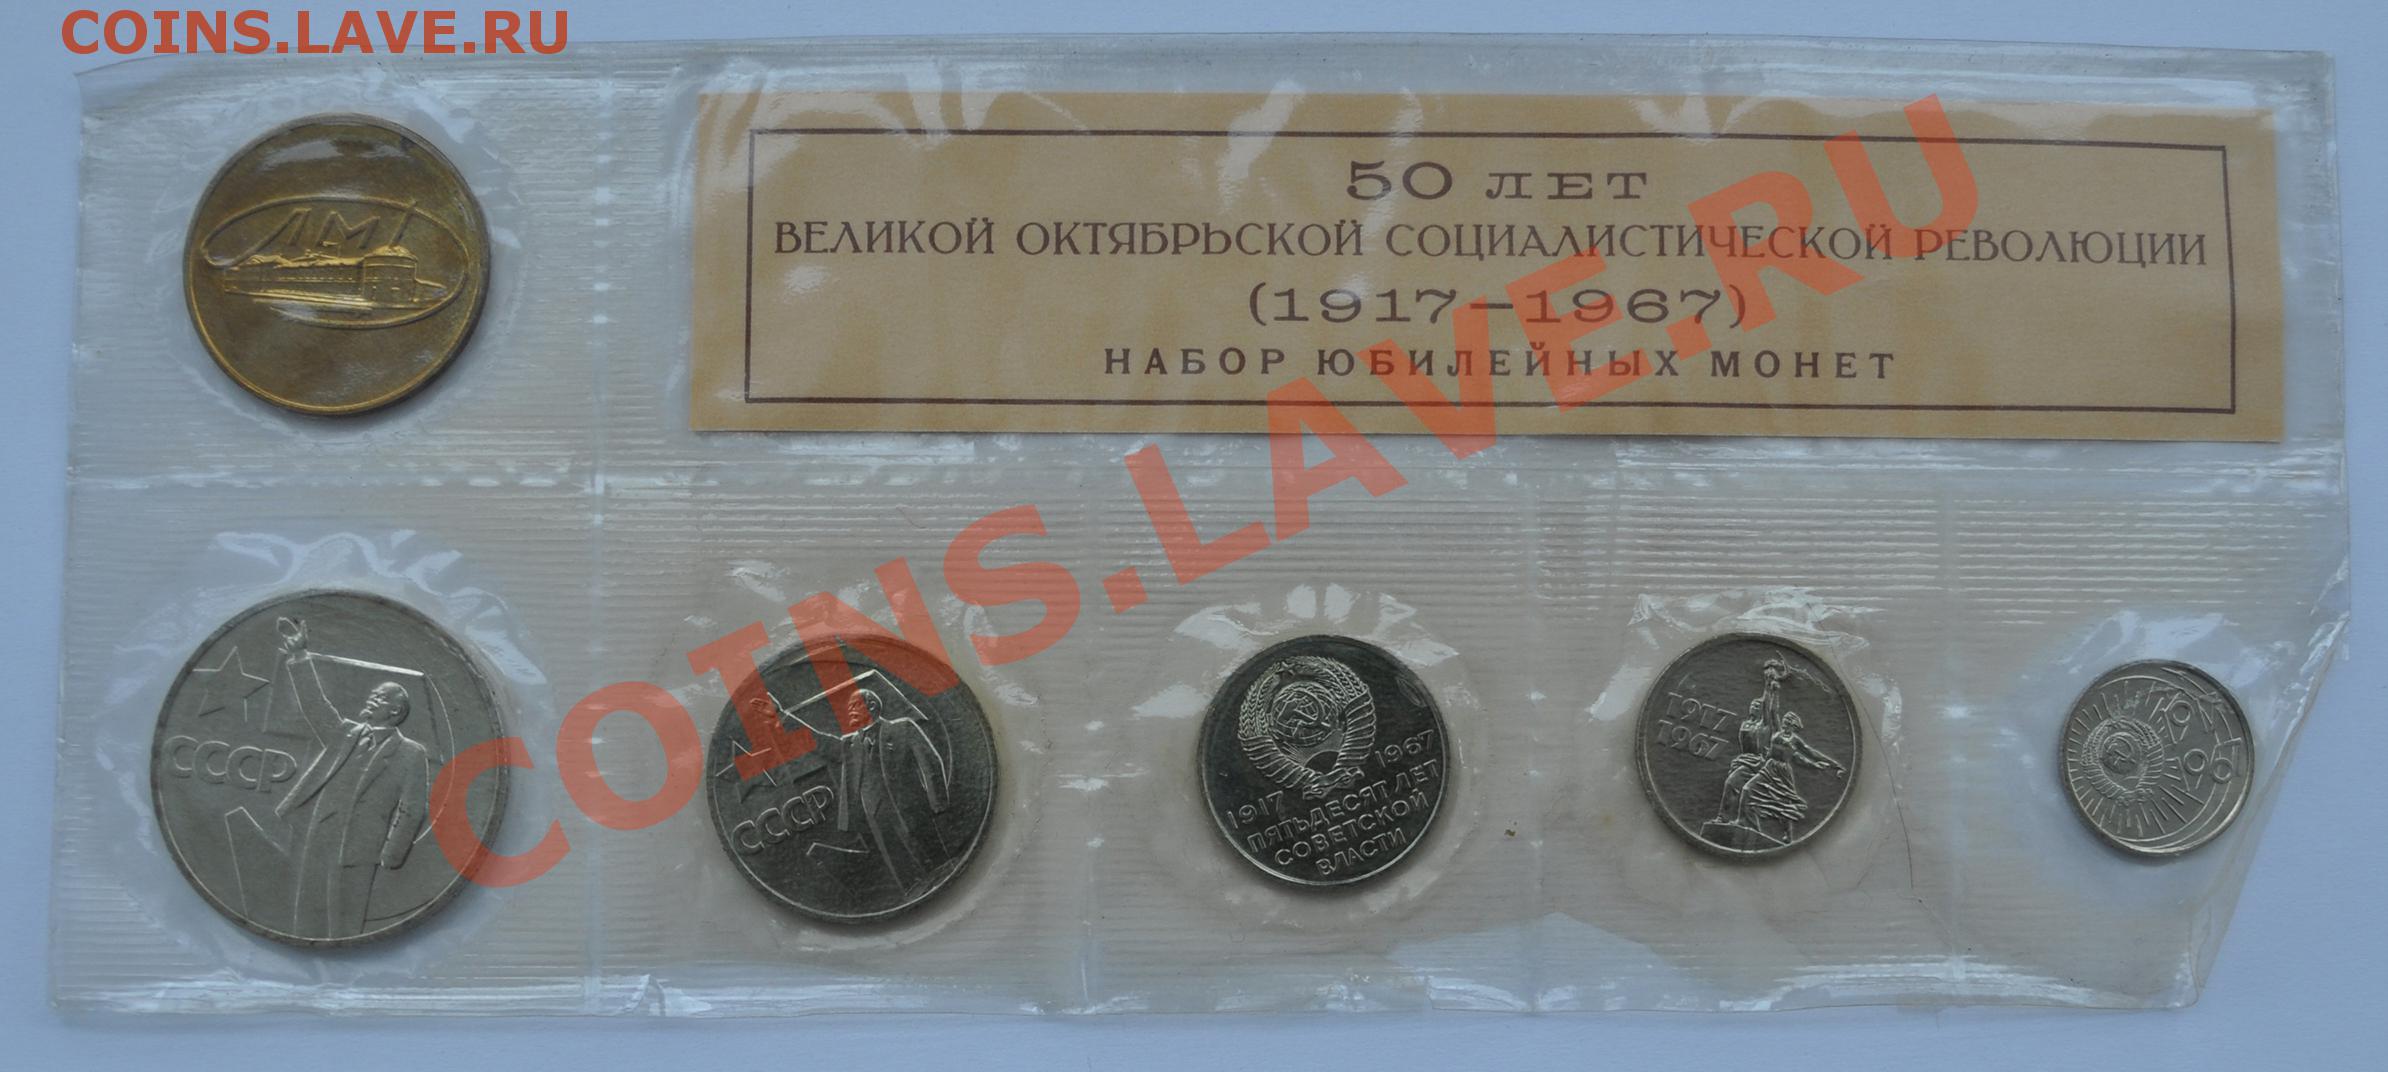 COINS.LAVE.RU
50 ЛЕТ
ВЕЛИКОЙ ОКТЯБРЬСКОЙ СОЦИАЛИСТИЧЕСКОЙ РЕВОЛЮЦИИ
(1917—1967)
НАБОР ЮБИЛЕЙНЫХ МОНЕТ
ЛМД
COINS.LAVE.RU
СССР
СССР
1917 1967
ПЯТЬДЕСЯТ ЛЕТ
СОВЕТСКОЙ
ВЛАСТИ
1917
1967